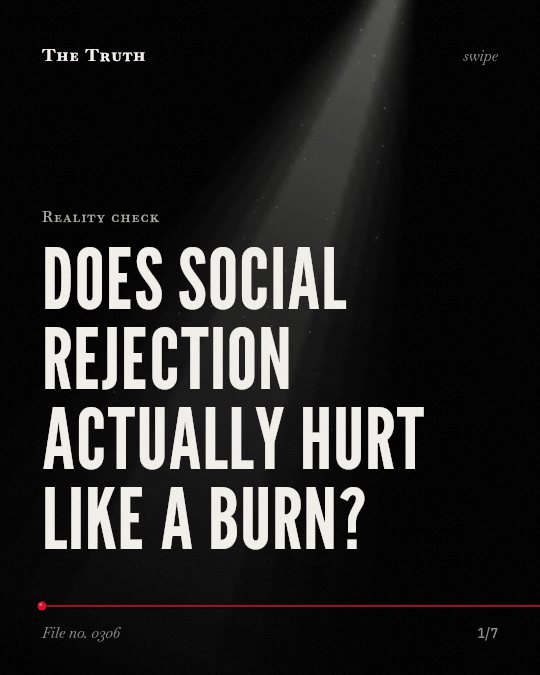 The Truth
swipe
Reality check
DOES SOCIAL
REJECTION
ACTUALLY HURT
LIKE A BURN?
File no. 0306
1/7